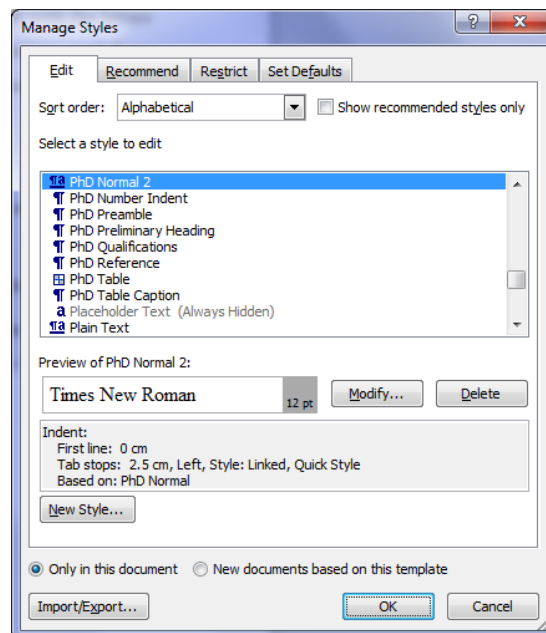 Manage Styles
Edit Recommend Restrict Set Defaults
Sort order: Alphabetical Show recommended styles only
Select a style to edit
¶a PhD Normal 2
¶ PhD Number Indent
¶ PhD Preamble
¶ PhD Preliminary Heading
¶ PhD Qualifications
¶ PhD Reference
PhD Table
¶ PhD Table Caption
a Placeholder Text (Always Hidden)
¶a Plain Text
Preview of PhD Normal 2:
Times New Roman 12 pt Modify... Delete
Indent:
First line: 0 cm
Tab stops: 2.5 cm, Left, Style: Linked, Quick Style
Based on: PhD Normal
New Style...
Only in this document New documents based on this template
Import/Export... OK Cancel